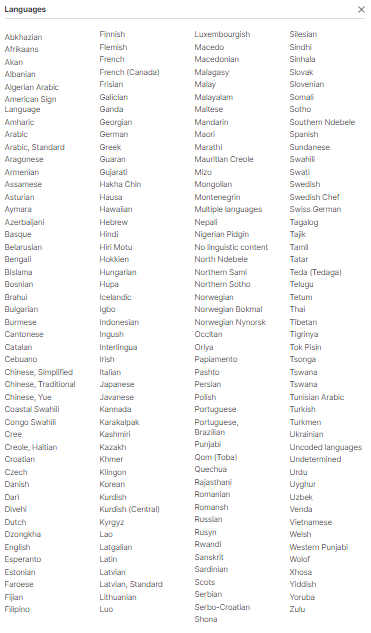 Languages
Abkhazian
Afrikaans
Akan
Albanian
Algerian Arabic
American Sign
Language
Amharic
Arabic
Arabic, Standard
Aragonese
Armenian
Assamese
Asturian
Aymara
Azerbaijani
Basque
Belarusian
Bengali
Bislama
Bosnian
Brahui
Bulgarian
Burmese
Cantonese
Catalan
Cebuano
Chinese, Simplified
Chinese, Traditional
Chinese, Yue
Coastal Swahili
Congo Swahili
Cree
Creole, Haitian
Croatian
Czech
Danish
Dari
Divehi
Dutch
Dzongkha
English
Esperanto
Estonian
Faroese
Fijian
Filipino
Finnish
Flemish
French
French (Canada)
Frisian
Galician
Ganda
Georgian
German
Greek
Guaran
Gujarati
Hakha Chin
Hausa
Hawaiian
Hebrew
Hindi
Hiri Motu
Hokkien
Hungarian
Hupa
Icelandic
Igbo
Indonesian
Ingush
Interlingua
Irish
Italian
Japanese
Javanese
Kannada
Karakalpak
Kashmiri
Kazakh
Khmer
Klingon
Korean
Kurdish
Kurdish (Central)
Kyrgyz
Lao
Latgalian
Latin
Latvian
Latvian, Standard
Lithuanian
Luo
Luxembourgish
Macedo
Macedonian
Malagasy
Malay
Malayalam
Maltese
Mandarin
Maori
Marathi
Mauritian Creole
Mizo
Mongolian
Montenegrin
Multiple languages
Nepali
Nigerian Pidgin
No linguistic content
North Ndebele
Northern Sami
Northern Sotho
Norwegian
Norwegian Bokmal
Norwegian Nynorsk
Occitan
Oriya
Papiamento
Pashto
Persian
Polish
Portuguese
Portuguese,
Brazilian
Punjabi
Qom (Toba)
Quechua
Rajasthani
Romanian
Romansh
Russian
Rusyn
Rwandi
Sanskrit
Sardinian
Scots
Serbian
Serbo-Croatian
Shona
Silesian
Sindhi
Sinhala
Slovak
Slovenian
Somali
Sotho
Southern Ndebele
Spanish
Sundanese
Swahili
Swati
Swedish
Swedish Chef
Swiss German
Tagalog
Tajik
Tamil
Tatar
Teda (Tedaga)
Telugu
Tetum
Thai
Tibetan
Tigrinya
Tok Pisin
Tsonga
Tswana
Tswana
Tunisian Arabic
Turkish
Turkmen
Ukrainian
Uncoded languages
Undetermined
Urdu
Uyghur
Uzbek
Venda
Vietnamese
Welsh
Western Punjabi
Wolof
Xhosa
Yiddish
Yoruba
Zulu